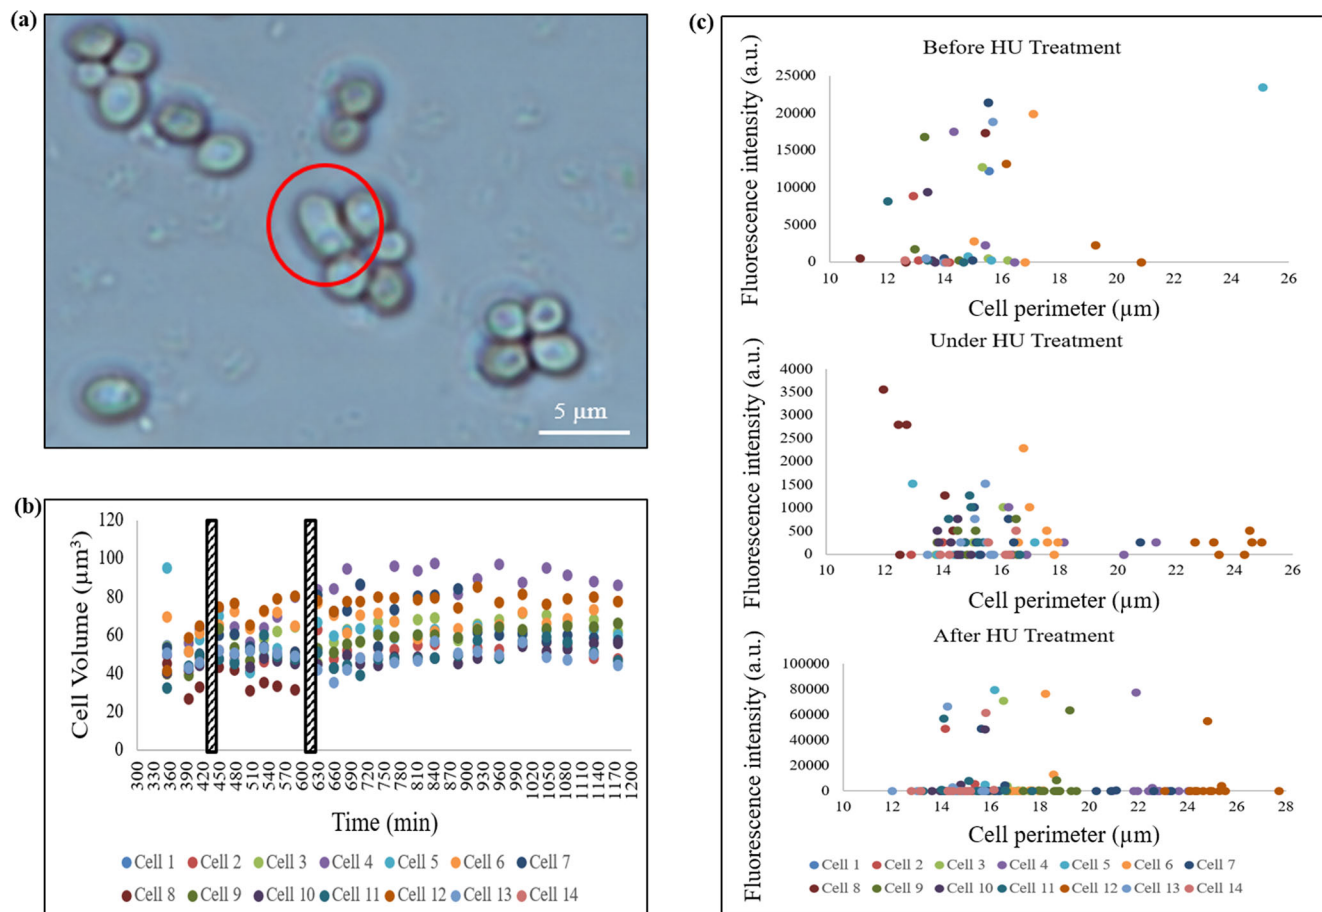 (a)
5 µm
(b)
Cell Volume (µm³)
120
100
80
60
40
20
0
300
330
360
390
420
450
480
510
540
570
600
630
660
690
720
750
780
810
840
870
900
930
960
990
1020
1050
1080
1110
1140
1170
1200
Time (min)
Cell 1 Cell 2 Cell 3 Cell 4 Cell 5 Cell 6 Cell 7
Cell 8 Cell 9 Cell 10 Cell 11 Cell 12 Cell 13 Cell 14
(c)
Before HU Treatment
Fluorescence intensity (a.u.)
25000
20000
15000
10000
5000
0
10 12 14 16 18 20 22 24 26
Cell perimeter (µm)
Under HU Treatment
Fluorescence intensity (a.u.)
4000
3500
3000
2500
2000
1500
1000
500
0
10 12 14 16 18 20 22 24 26
Cell perimeter (µm)
After HU Treatment
Fluorescence intensity (a.u.)
100000
80000
60000
40000
20000
0
10 12 14 16 18 20 22 24 26 28
Cell perimeter (µm)
Cell 1 Cell 2 Cell 3 Cell 4 Cell 5 Cell 6 Cell 7
Cell 8 Cell 9 Cell 10 Cell 11 Cell 12 Cell 13 Cell 14